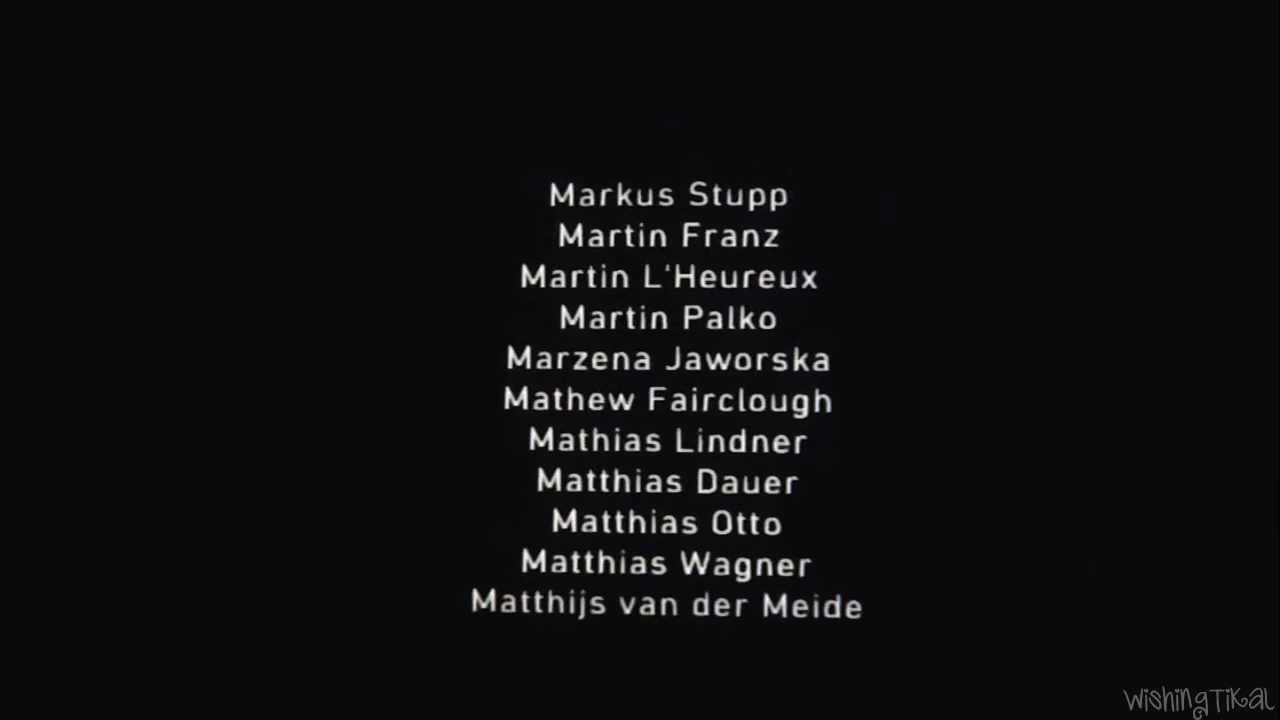 Markus Stupp
Martin Franz
Martin L'Heureux
Martin Palko
Marzena Jaworska
Mathew Fairclough
Mathias Lindner
Matthias Dauer
Matthias Otto
Matthias Wagner
Matthijs van der Meide
WishingTikal